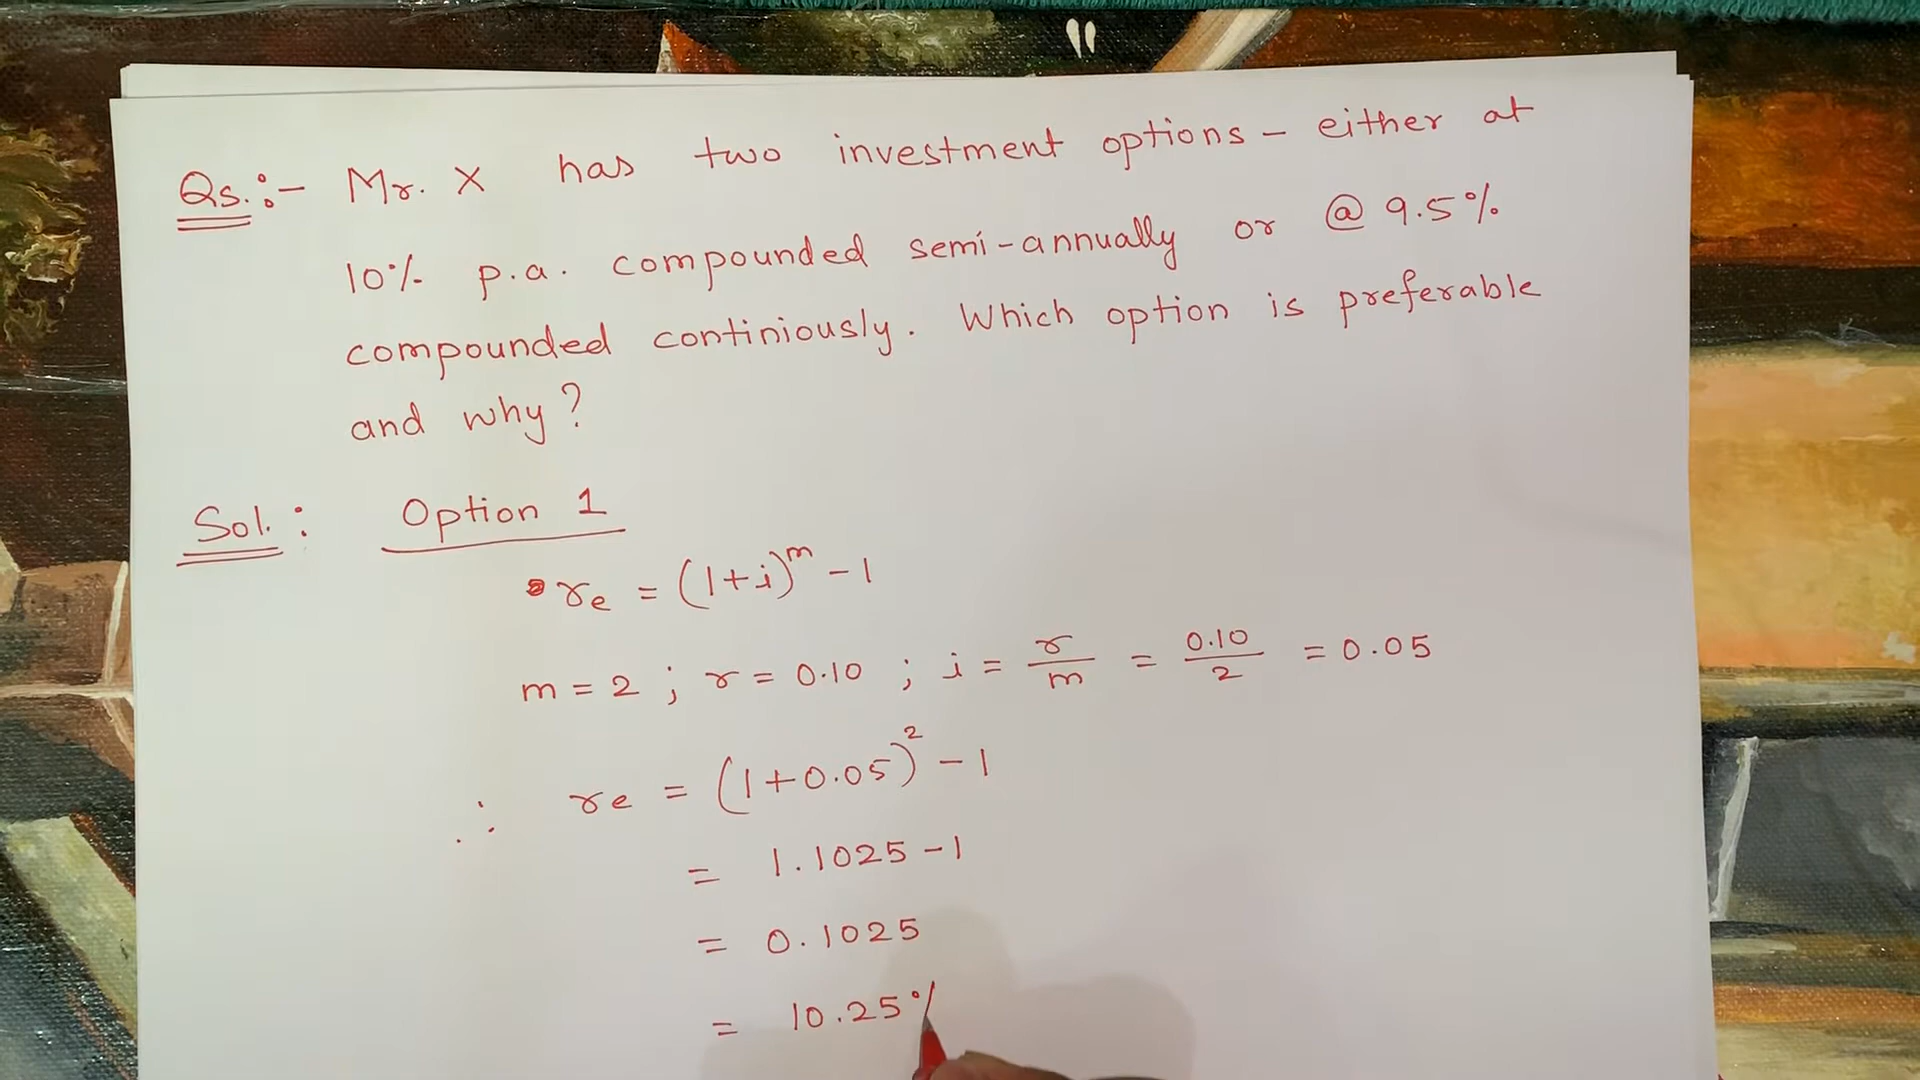 Qs.:- Mr. X has two investment options - either at
10% p.a. compounded semi-annually or @ 9.5%
compounded continiously. Which option is preferable
and why?
Sol. : Option 1
re = (1+i)^m - 1
m = 2 ; r = 0.10 ; i = r/m = 0.10/2 = 0.05
∴ re = (1+0.05)^2 - 1
= 1.1025 - 1
= 0.1025
= 10.25%